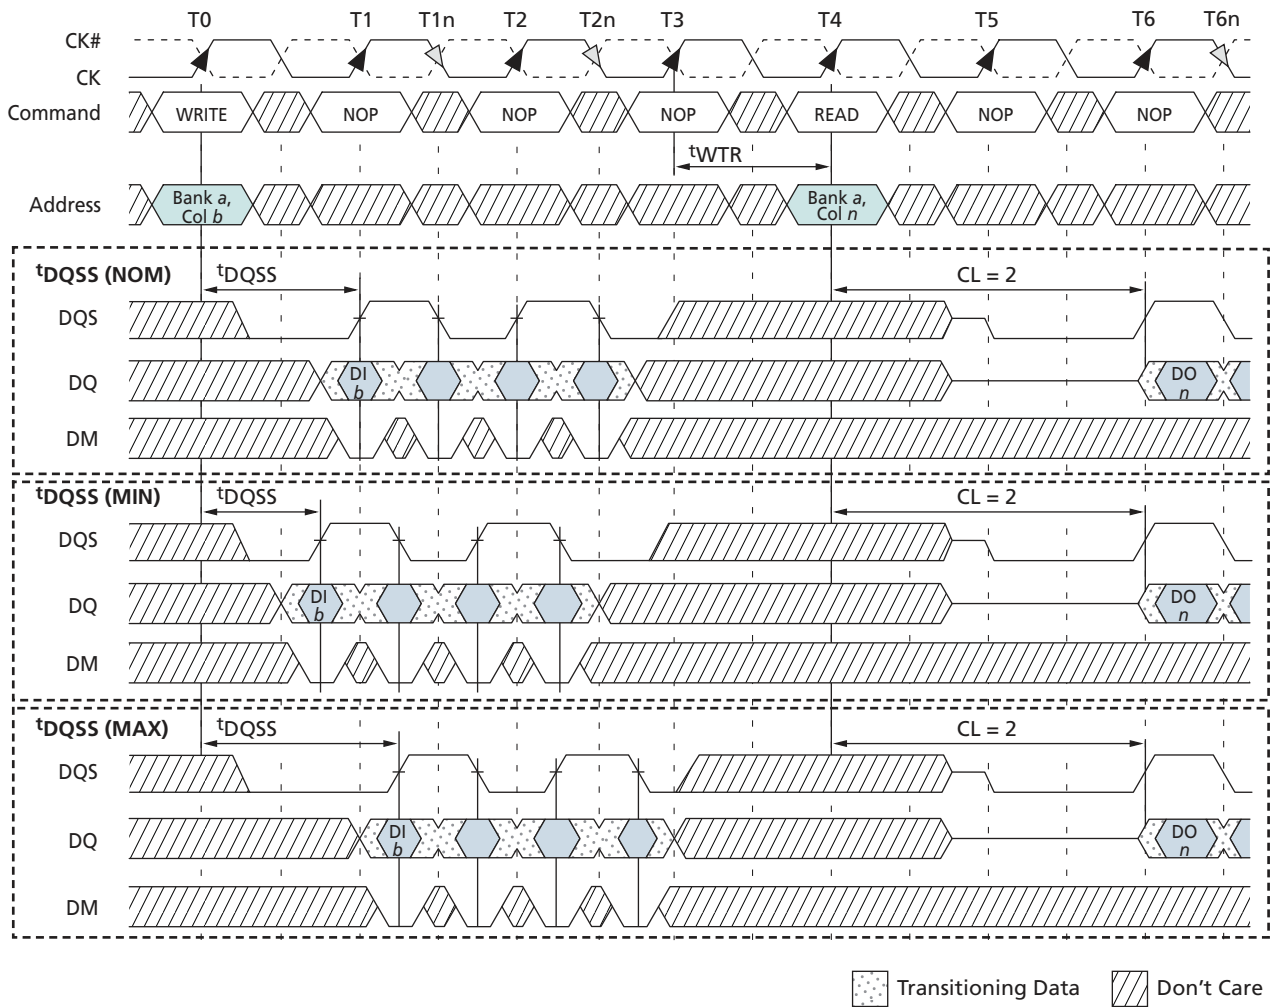 T0 T1 T1n T2 T2n T3 T4 T5 T6 T6n
CK#
CK
Command WRITE NOP NOP NOP READ NOP NOP
tWTR
Address Bank a, Col b Bank a, Col n
tDQSS (NOM) tDQSS CL = 2
DQS
DQ DI b DO n
DM
tDQSS (MIN) tDQSS CL = 2
DQS
DQ DI b DO n
DM
tDQSS (MAX) tDQSS CL = 2
DQS
DQ DI b DO n
DM
Transitioning Data Don't Care